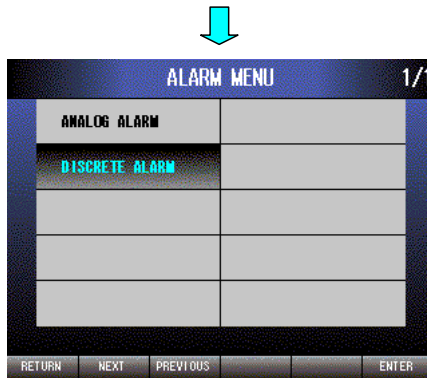 ALARM MENU 1/1
ANALOG ALARM
DISCRETE ALARM
RETURN NEXT PREVIOUS ENTER